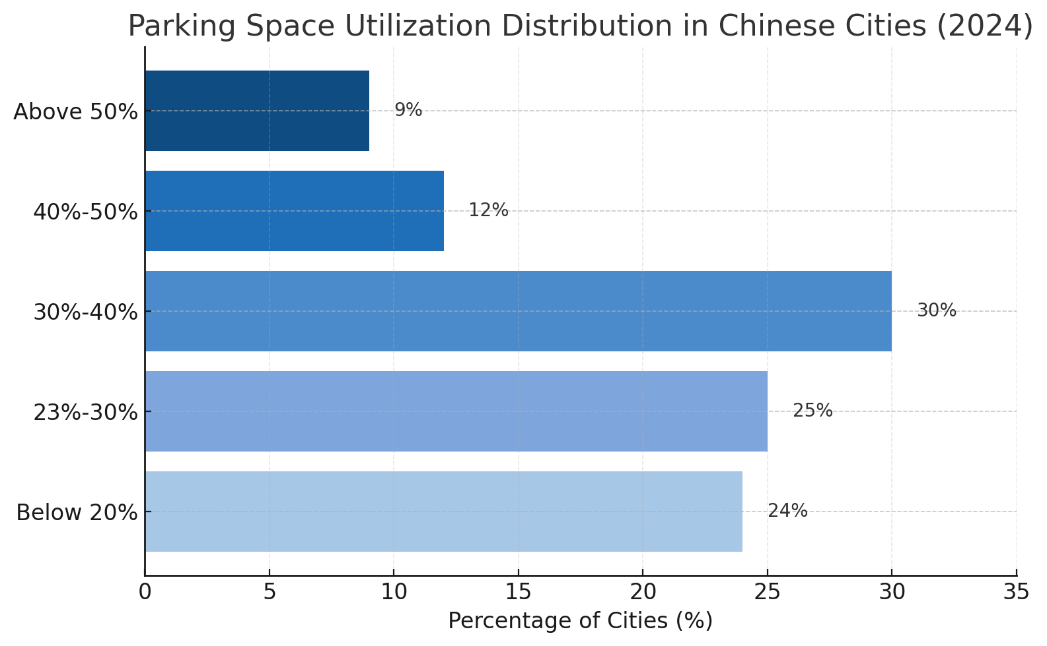 Parking Space Utilization Distribution in Chinese Cities (2024)
Above 50%
9%
40%-50%
12%
30%-40%
30%
23%-30%
25%
Below 20%
24%
0 5 10 15 20 25 30 35
Percentage of Cities (%)